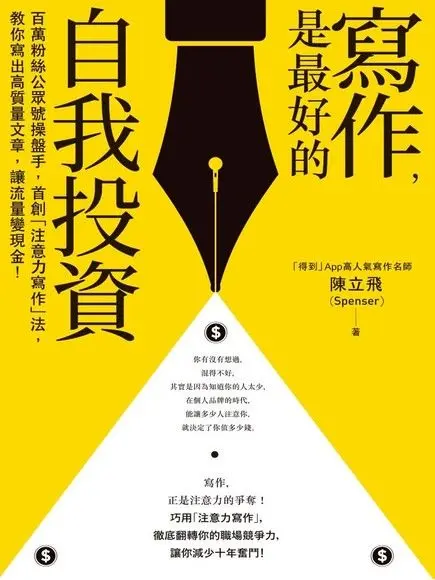 寫作，
是最好的
自我投資
百萬粉絲公眾號操盤手，首創「注意力寫作」法，
教你寫出高質量文章，讓流量變現金！
「得到」App高人氣寫作名師
陳立飛
(Spenser)
著
$
你有沒有想過，
混得不好，
其實是因為知道你的人太少。
在個人品牌的時代，
能讓多少人注意你，
就決定了你值多少錢。
寫作，
正是注意力的爭奪！
巧用「注意力寫作」，
徹底翻轉你的職場競爭力，
讓你減少十年奮鬥！
$
$